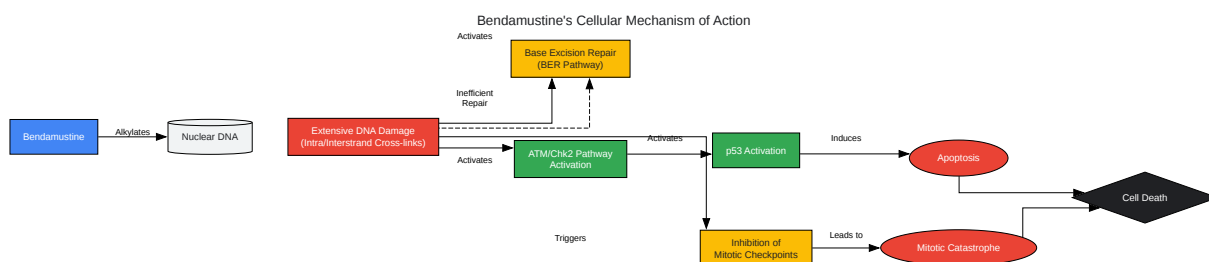 Bendamustine's Cellular Mechanism of Action
Activates
Base Excision Repair
(BER Pathway)
Inefficient
Repair
Bendamustine
Alkylates
Nuclear DNA
Extensive DNA Damage
(Intra/Interstrand Cross-links)
Activates
ATM/Chk2 Pathway
Activation
Activates
p53 Activation
Induces
Apoptosis
Cell Death
Triggers
Inhibition of
Mitotic Checkpoints
Leads to
Mitotic Catastrophe